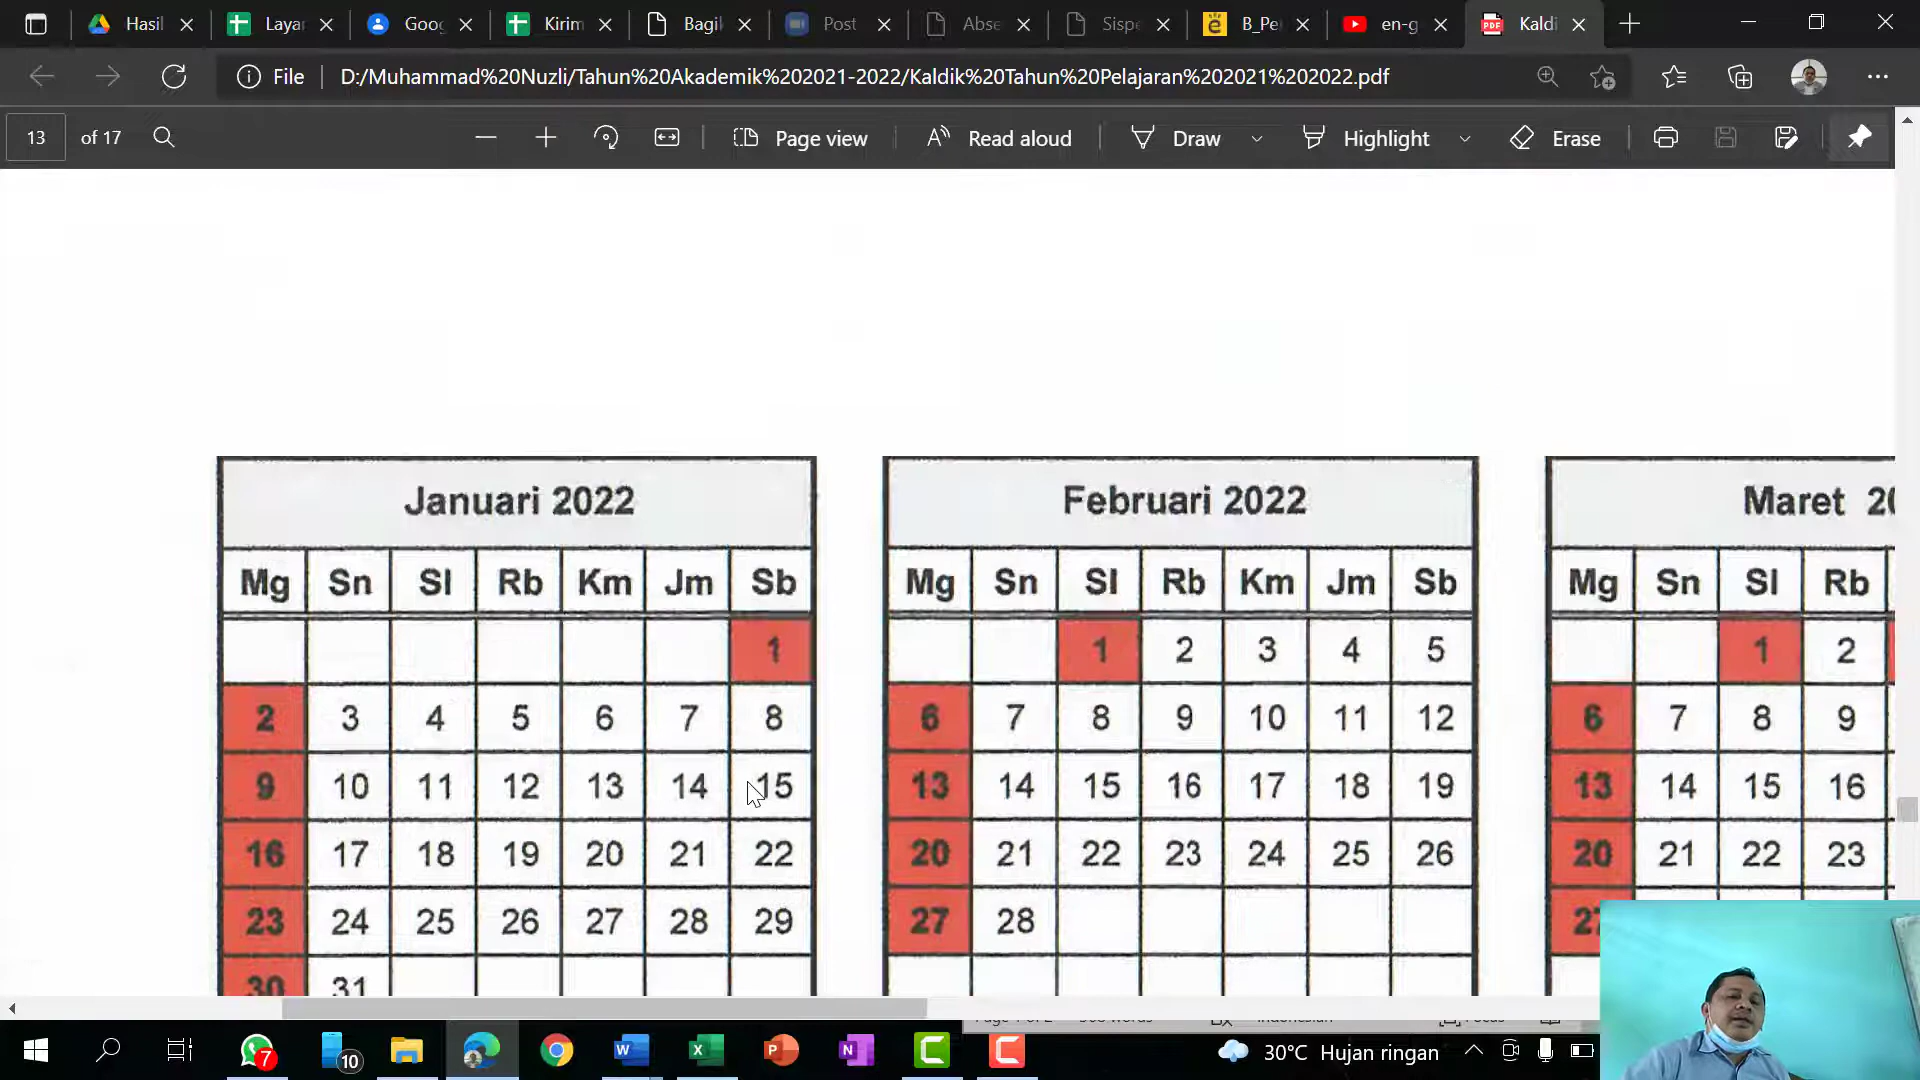 Hasil
Laya
Goog
Kirim
Bagil
Post
Abse
Sispe
B_Pe
en-g
Kaldi
File
D:/Muhammad%20Nuzli/Tahun%20Akademik%202021-2022/Kaldik%20Tahun%20Pelajaran%202021%202022.pdf
13 of 17
Page view
Read aloud
Draw
Highlight
Erase
Januari 2022
Mg Sn Sl Rb Km Jm Sb
1
2 3 4 5 6 7 8
9 10 11 12 13 14 15
16 17 18 19 20 21 22
23 24 25 26 27 28 29
30 31
Februari 2022
Mg Sn Sl Rb Km Jm Sb
1 2 3 4 5
6 7 8 9 10 11 12
13 14 15 16 17 18 19
20 21 22 23 24 25 26
27 28
Maret 20
Mg Sn Sl Rb
1 2
6 7 8 9
13 14 15 16
20 21 22 23
27
7
10
30°C Hujan ringan